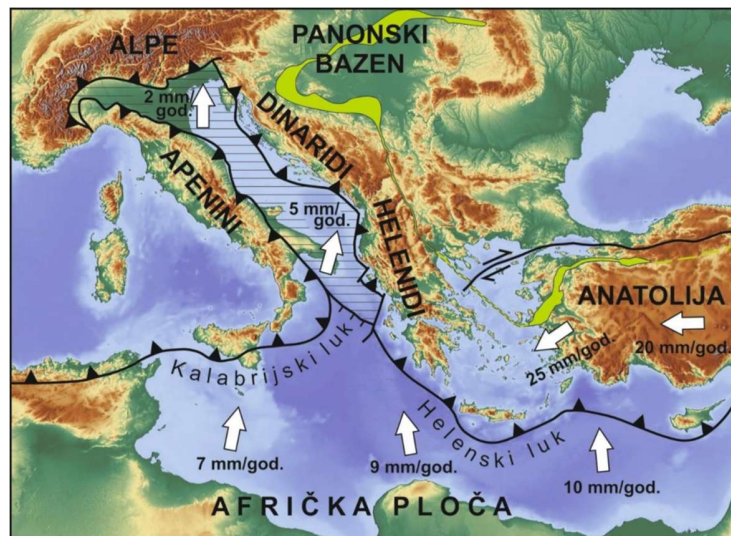 ALPE
PANONSKI
BAZEN
2 mm/
god.
DINARIDI
APENINI
5 mm/
god.
HELENIDI
ANATOLIJA
20 mm/god.
25 mm/god.
Kalabrijski luk
Helenski luk
7 mm/god.
9 mm/god.
10 mm/god.
AFRIČKA PLOČA